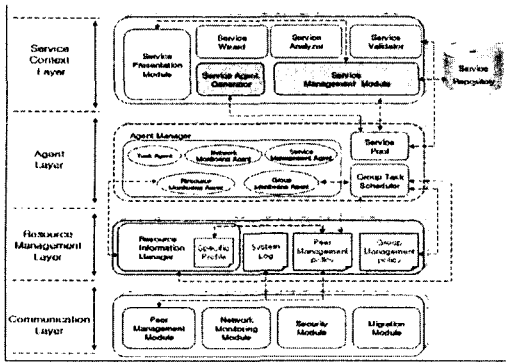 Service
Context
Layer
Service
Presentation
Module
Service
Wizard
Service
Analyzer
Service
Validator
Service Agent
Generator
Service
Management Module
Service
Repository
Agent
Layer
Agent Manager
Task Agent
Network
Monitoring Agent
Service
Management Agent
Resource
Monitoring Agent
Group
Monitoring Agent
Service
Pool
Group Task
Scheduler
Resource
Management
Layer
Resource
Information
Manager
Specific
Profile
System
Log
Peer
Management
policy
Group
Management
policy
Communication
Layer
Peer
Management
Module
Network
Monitoring
Module
Security
Module
Migration
Module